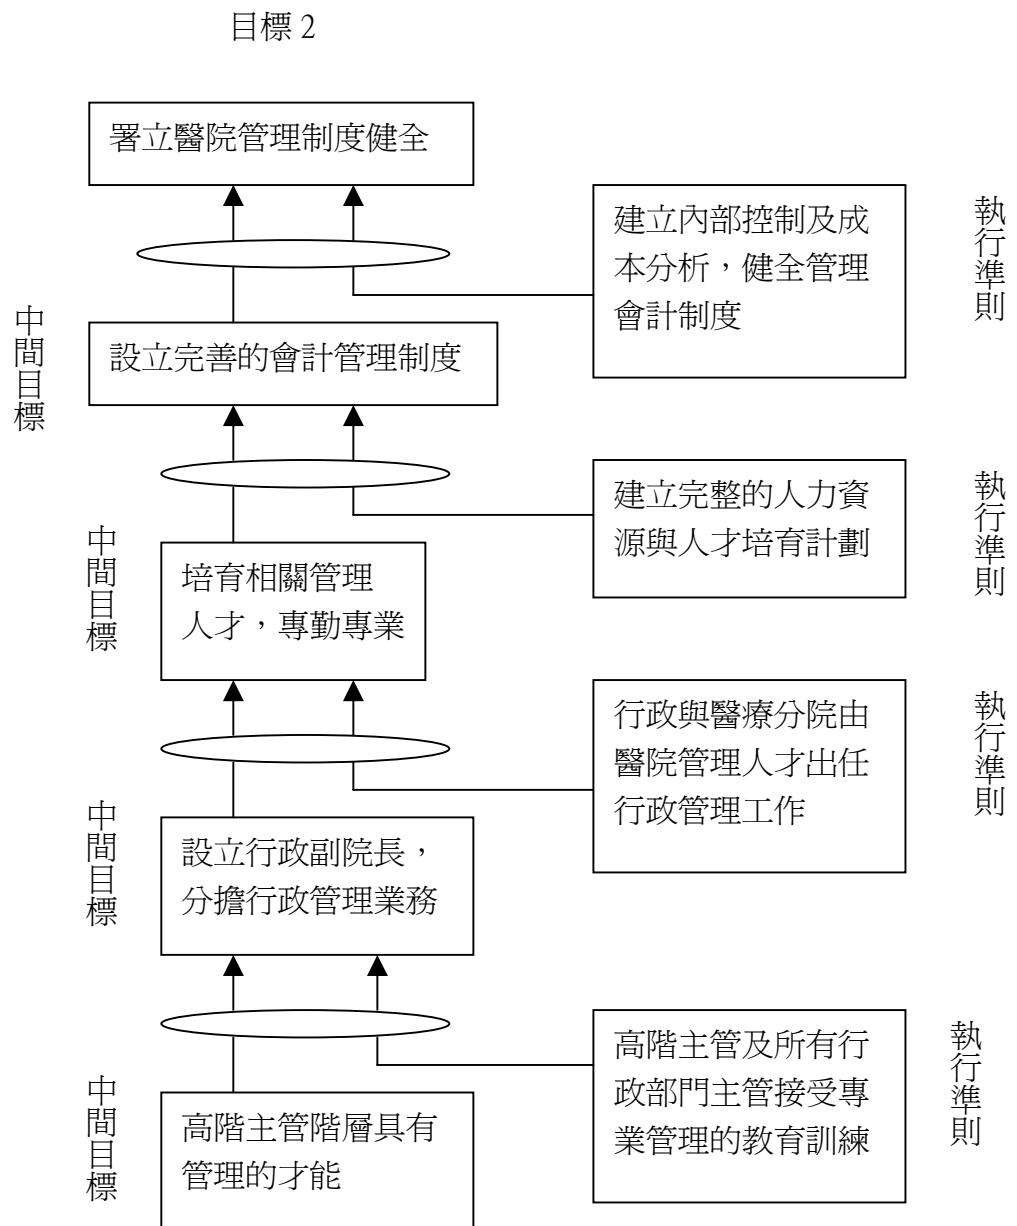 目標 2
署立醫院管理制度健全
建立內部控制及成
本分析，健全管理
會計制度
執行準則
中間目標
設立完善的會計管理制度
建立完整的人力資
源與人才培育計劃
執行準則
中間目標
培育相關管理
人才，專勤專業
行政與醫療分院由
醫院管理人才出任
行政管理工作
執行準則
中間目標
設立行政副院長，
分擔行政管理業務
高階主管及所有行
政部門主管接受專
業管理的教育訓練
執行準則
中間目標
高階主管階層具有
管理的才能